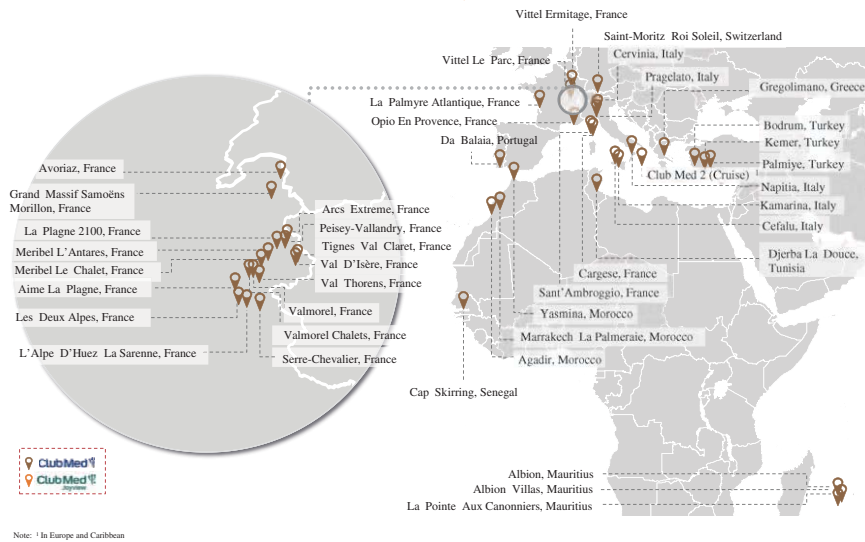 Vittel Ermitage, France
Saint-Moritz Roi Soleil, Switzerland
Cervinia, Italy
Vittel Le Parc, France
Pragelato, Italy
Gregolimano, Greece
La Palmyre Atlantique, France
Opio En Provence, France
Bodrum, Turkey
Da Balaia, Portugal
Kemer, Turkey
Palmiye, Turkey
Club Med 2 (Cruise)
Napitia, Italy
Kamarina, Italy
Cefalu, Italy
Djerba La Douce,
Tunisia
Cargese, France
Sant'Ambroggio, France
Yasmina, Morocco
Marrakech La Palmeraie, Morocco
Agadir, Morocco
Cap Skirring, Senegal
Albion, Mauritius
Albion Villas, Mauritius
La Pointe Aux Canonniers, Mauritius
Avoriaz, France
Grand Massif Samoëns
Morillon, France
La Plagne 2100, France
Meribel L'Antares, France
Meribel Le Chalet, France
Aime La Plagne, France
Les Deux Alpes, France
L'Alpe D'Huez La Sarenne, France
Arcs Extreme, France
Peisey-Vallandry, France
Tignes Val Claret, France
Val D'Isère, France
Val Thorens, France
Valmorel, France
Valmorel Chalets, France
Serre-Chevalier, France
Club Med
Club Med
Joyview
Note: ¹ In Europe and Caribbean